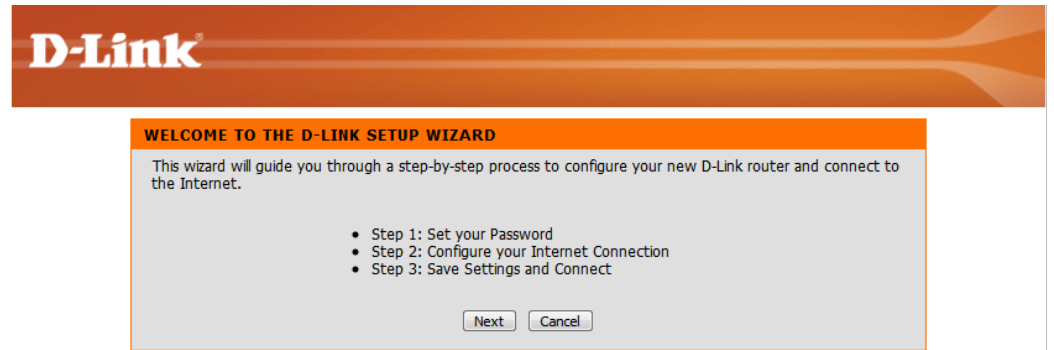 D-Link®
WELCOME TO THE D-LINK SETUP WIZARD
This wizard will guide you through a step-by-step process to configure your new D-Link router and connect to
the Internet.
• Step 1: Set your Password
• Step 2: Configure your Internet Connection
• Step 3: Save Settings and Connect
Next Cancel